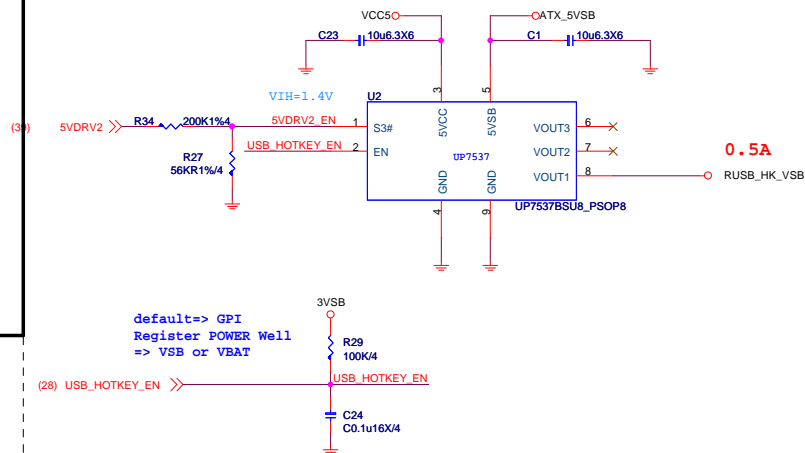 VCC5
ATX_5VSB
C23
10u6.3X6
C1
10u6.3X6
VIH=1.4V
U2
3
5
5VDRV2
R34
200K1%4
5VDRV2_EN
1
S3#
5VCC
5VSB
VOUT3
6
USB_HOTKEY_EN
2
EN
UP7537
VOUT2
7
0.5A
R27
56KR1%/4
GND
GND
VOUT1
8
RUSB_HK_VSB
4
9
UP7537BSU8_PSOP8
3VSB
default=> GPI
Register POWER Well
=> VSB or VBAT
R29
100K/4
(28)
USB_HOTKEY_EN
USB_HOTKEY_EN
C24
C0.1u16X/4